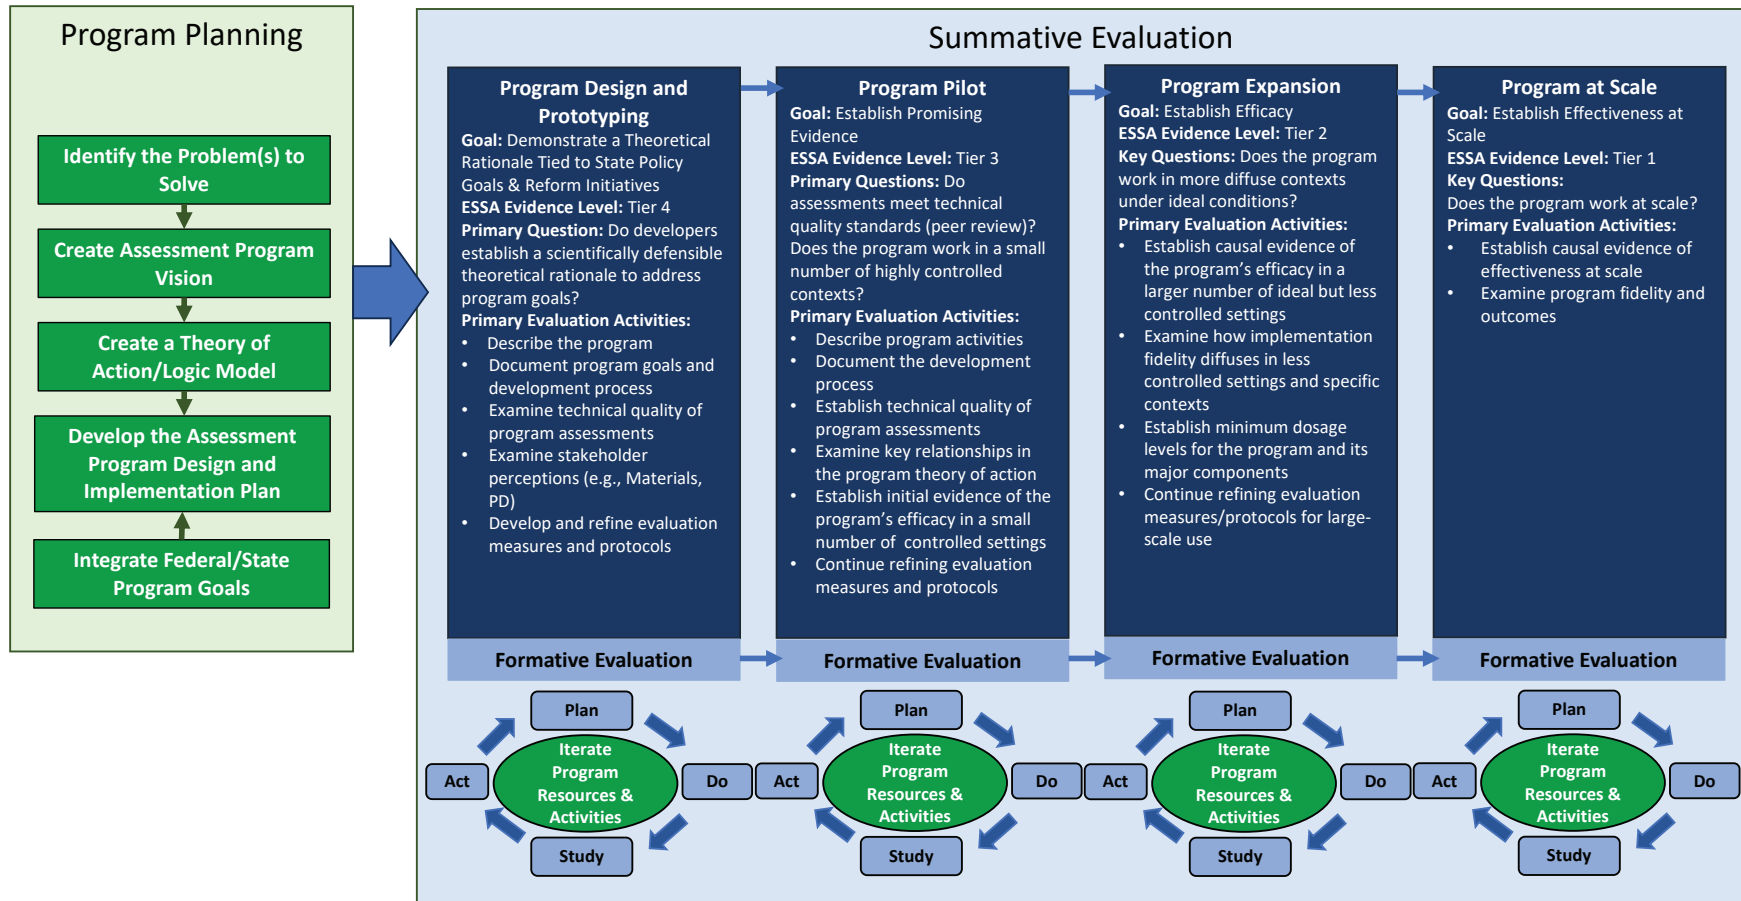 Program Planning
Identify the Problem(s) to
Solve
Create Assessment Program
Vision
Create a Theory of
Action/Logic Model
Develop the Assessment
Program Design and
Implementation Plan
Integrate Federal/State
Program Goals
Summative Evaluation
Program Design and
Prototyping
Goal: Demonstrate a Theoretical
Rationale Tied to State Policy
Goals & Reform Initiatives
ESSA Evidence Level: Tier 4
Primary Question: Do developers
establish a scientifically defensible
theoretical rationale to address
program goals?
Primary Evaluation Activities:
• Describe the program
• Document program goals and
development process
• Examine technical quality of
program assessments
• Examine stakeholder
perceptions (e.g., Materials,
PD)
• Develop and refine evaluation
measures and protocols
Program Pilot
Goal: Establish Promising
Evidence
ESSA Evidence Level: Tier 3
Primary Questions: Do
assessments meet technical
quality standards (peer review)?
Does the program work in a small
number of highly controlled
contexts?
Primary Evaluation Activities:
• Describe program activities
• Document the development
process
• Establish technical quality of
program assessments
• Examine key relationships in
the program theory of action
• Establish initial evidence of the
program's efficacy in a small
number of controlled settings
• Continue refining evaluation
measures and protocols
Program Expansion
Goal: Establish Efficacy
ESSA Evidence Level: Tier 2
Key Questions: Does the program
work in more diffuse contexts
under ideal conditions?
Primary Evaluation Activities:
• Establish causal evidence of
the program's efficacy in a
larger number of ideal but less
controlled settings
• Examine how implementation
fidelity diffuses in less
controlled settings and specific
contexts
• Establish minimum dosage
levels for the program and its
major components
• Continue refining evaluation
measures/protocols for large-
scale use
Program at Scale
Goal: Establish Effectiveness at
Scale
ESSA Evidence Level: Tier 1
Key Questions:
Does the program work at scale?
Primary Evaluation Activities:
• Establish causal evidence of
effectiveness at scale
• Examine program fidelity and
outcomes
Formative Evaluation
Plan
Act
Iterate
Program
Resources &
Activities
Do
Study
Formative Evaluation
Plan
Act
Iterate
Program
Resources &
Activities
Do
Study
Formative Evaluation
Plan
Act
Iterate
Program
Resources &
Activities
Do
Study
Formative Evaluation
Plan
Act
Iterate
Program
Resources &
Activities
Do
Study